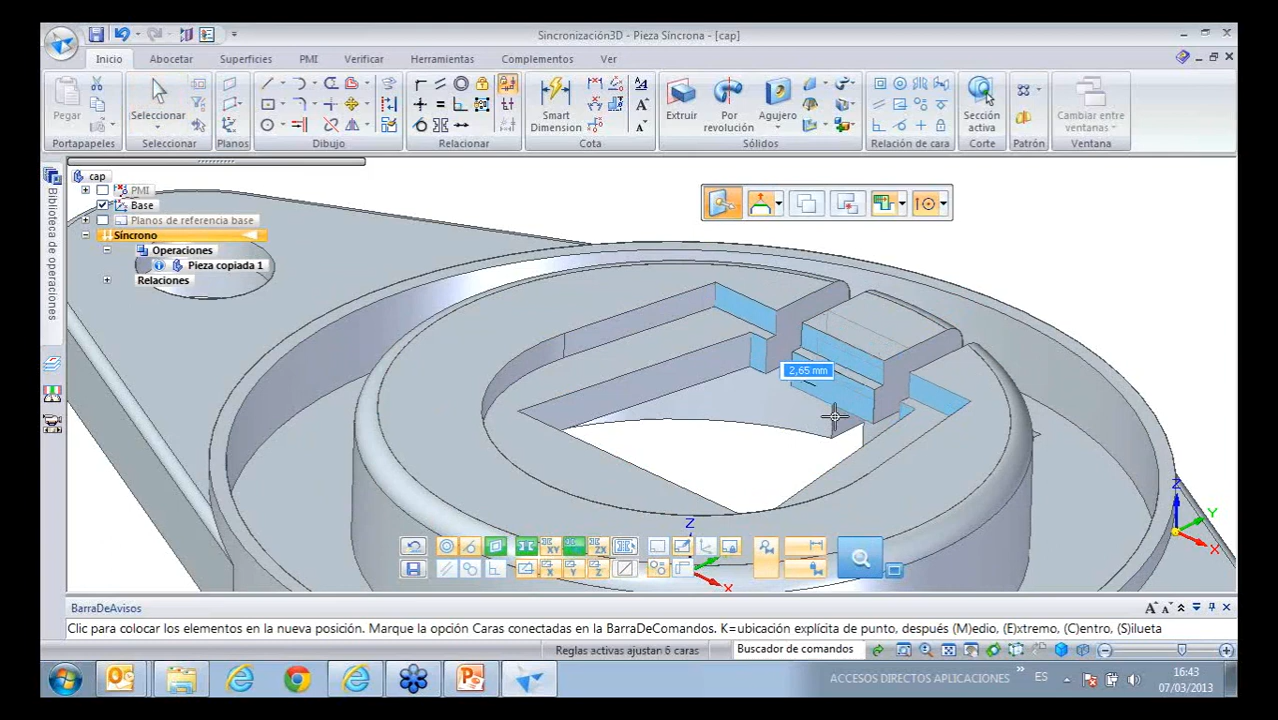 Sincronización3D - Pieza Síncrona - [cap]
Inicio
Abocetar
Superficies
PMI
Verificar
Herramientas
Complementos
Ver
Pegar
Seleccionar
Smart Dimension
Extruir
Por revolución
Agujero
Sección activa
Cambiar entre ventanas
Portapapeles
Seleccionar
Planos
Dibujo
Relacionar
Cota
Sólidos
Relación de cara
Corte
Patrón
Ventana
Biblioteca de operaciones
cap
PMI
Base
Planos de referencia base
Síncrono
Operaciones
Pieza copiada 1
Relaciones
2,65 mm
Z
Y
X
Z
X
XY
ZX
X
Y
Z
BarraDeAvisos
Clic para colocar los elementos en la nueva posición. Marque la opción Caras conectadas en la BarraDeComandos. K=ubicación explícita de punto, después (M)edio, (E)xtremo, (C)entro, (S)ilueta
Reglas activas ajustan 6 caras
Buscador de comandos
ACCESOS DIRECTOS APLICACIONES
ES
16:43
07/03/2013